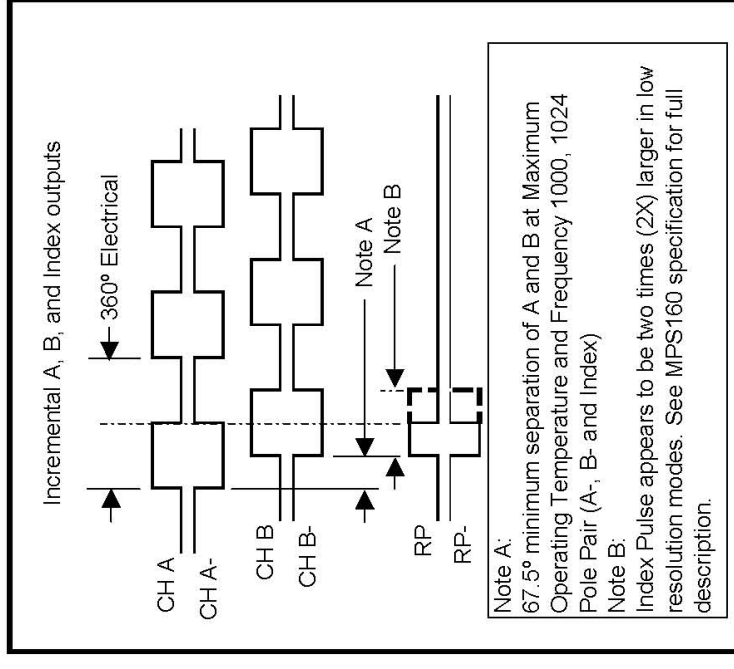 Incremental A, B, and Index outputs
360º Electrical
CH A
CH A-
CH B
CH B-
Note A
Note B
RP
RP-
Note A:
67.5º minimum separation of A and B at Maximum
Operating Temperature and Frequency 1000, 1024
Pole Pair (A-, B- and Index)
Note B:
Index Pulse appears to be two times (2X) larger in low
resolution modes. See MPS160 specification for full
description.